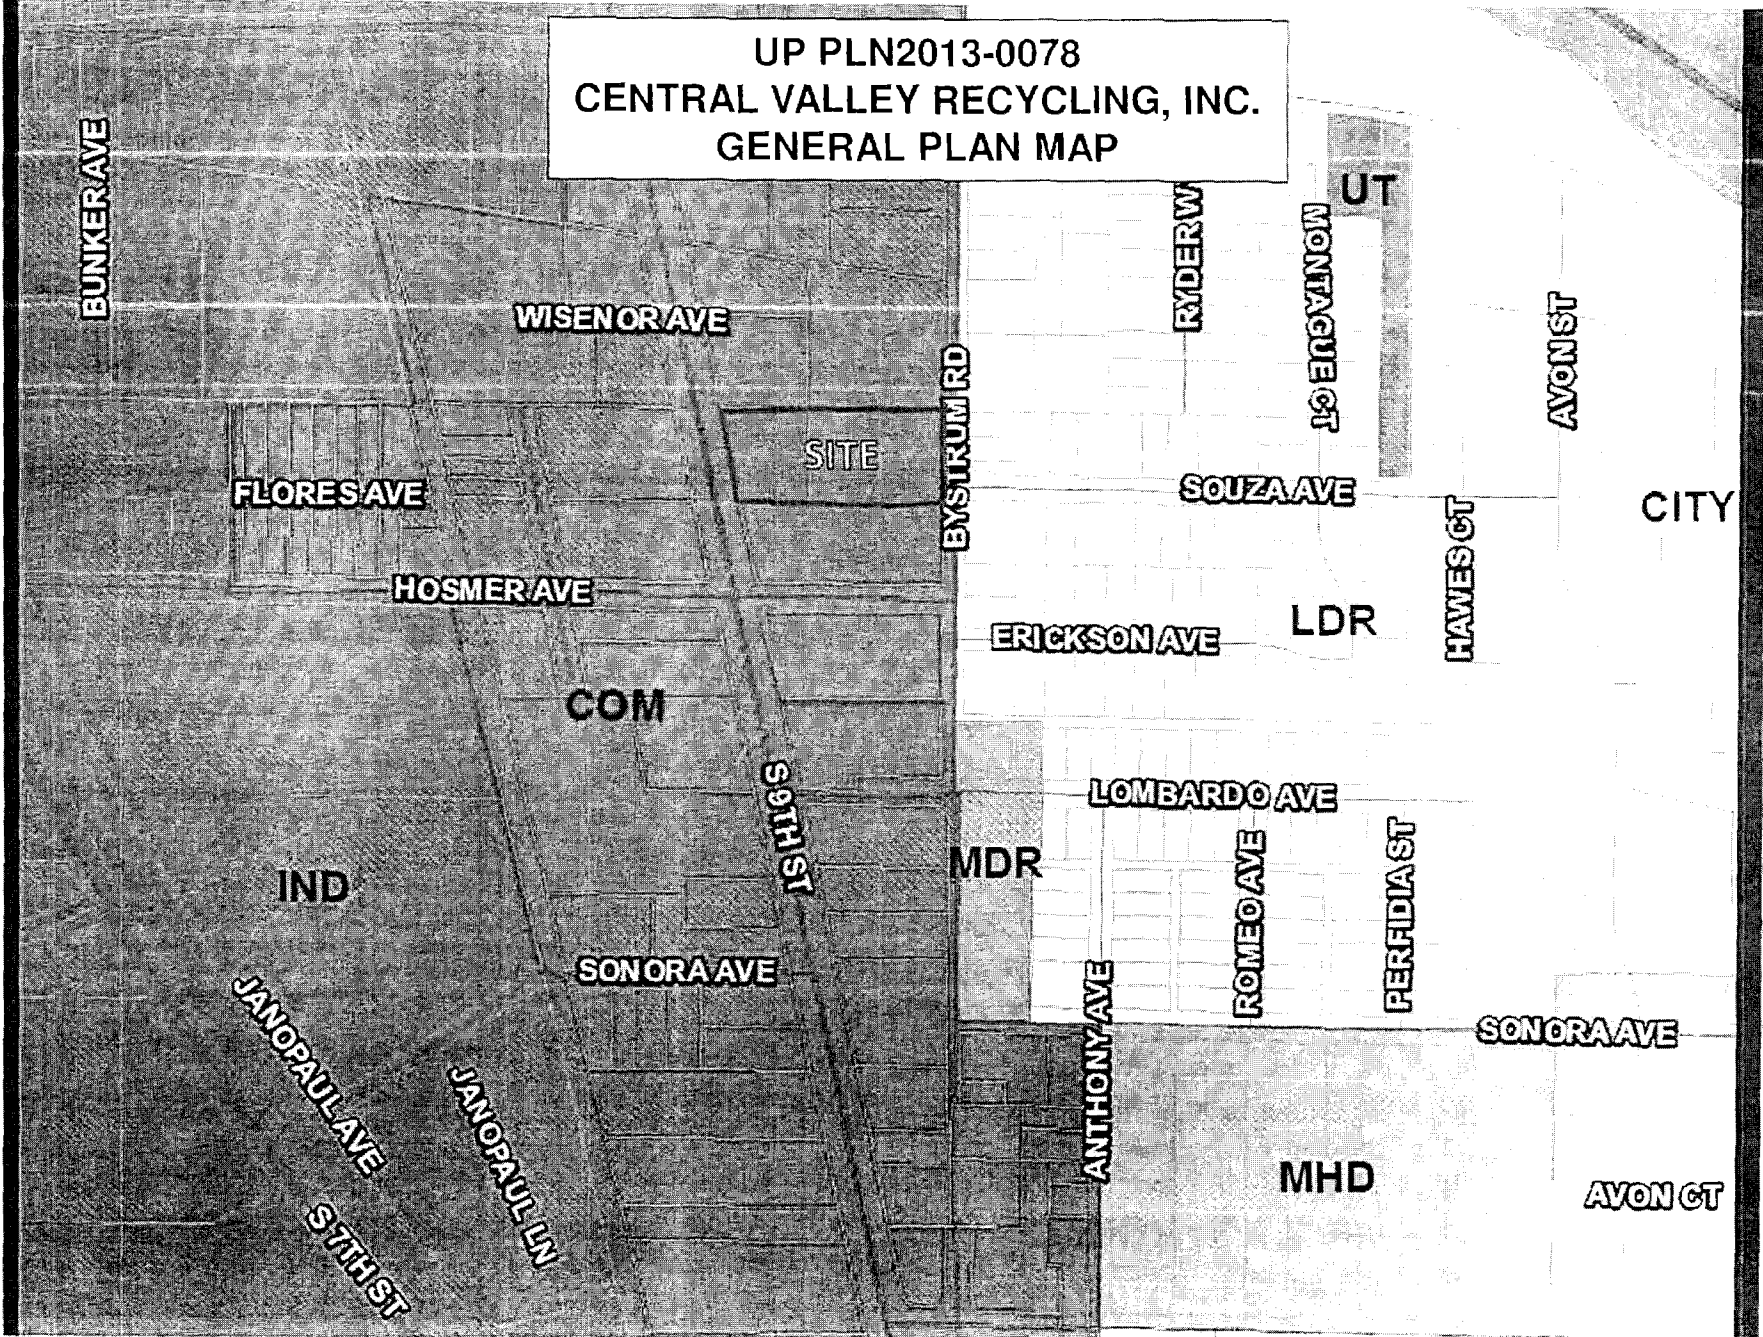 UP PLN2013-0078
CENTRAL VALLEY RECYCLING, INC.
GENERAL PLAN MAP
BUNKER AVE
UT
RYDER W
MONTAGUE CT
WISENOR AVE
AVON ST
BYSTRUM RD
SITE
FLORES AVE
SOUZA AVE
CITY
HAWES CT
HOSMER AVE
LDR
ERICKSON AVE
COM
S 9TH ST
LOMBARDO AVE
MDR
IND
ROMEO AVE
PERFIDIA ST
SONORA AVE
JANOPAUL AVE
ANTHONY AVE
SONORA AVE
JANOPAUL LN
MHD
AVON CT
S 7TH ST